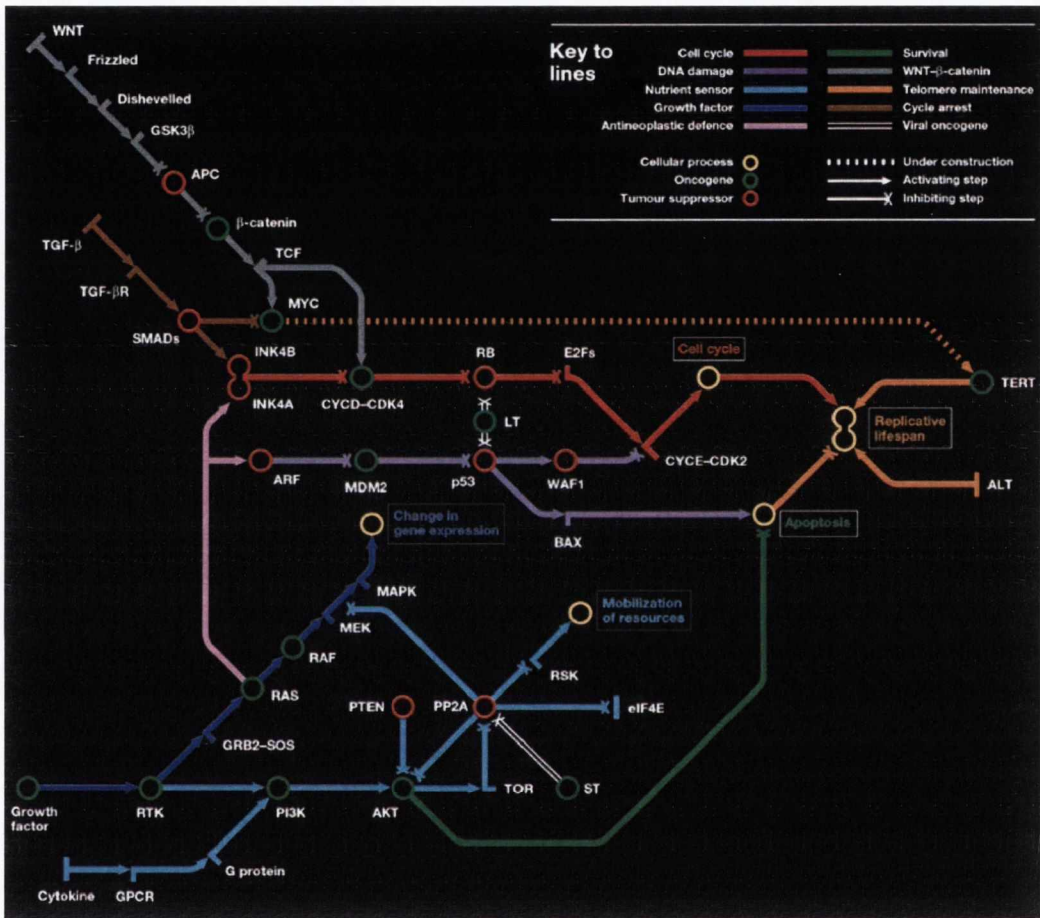 WNT
Frizzled
Dishevelled
GSK3β
APC
β-catenin
TCF
TGF-β
TGF-βR
SMADs
MYC
INK4B
INK4A
CYCD–CDK4
RB
E2Fs
Cell cycle
TERT
LT
Replicative
lifespan
ARF
MDM2
p53
WAF1
CYCE–CDK2
ALT
Change in
gene expression
BAX
Apoptosis
MAPK
MEK
Mobilization
of resources
RAF
RSK
RAS
PTEN
PP2A
eIF4E
GRB2–SOS
Growth
factor
RTK
PI3K
AKT
TOR
ST
G protein
Cytokine
GPCR
Key to
lines
Cell cycle
DNA damage
Nutrient sensor
Growth factor
Antineoplastic defence
Survival
WNT–β-catenin
Telomere maintenance
Cycle arrest
Viral oncogene
Cellular process
Oncogene
Tumour suppressor
Under construction
Activating step
Inhibiting step